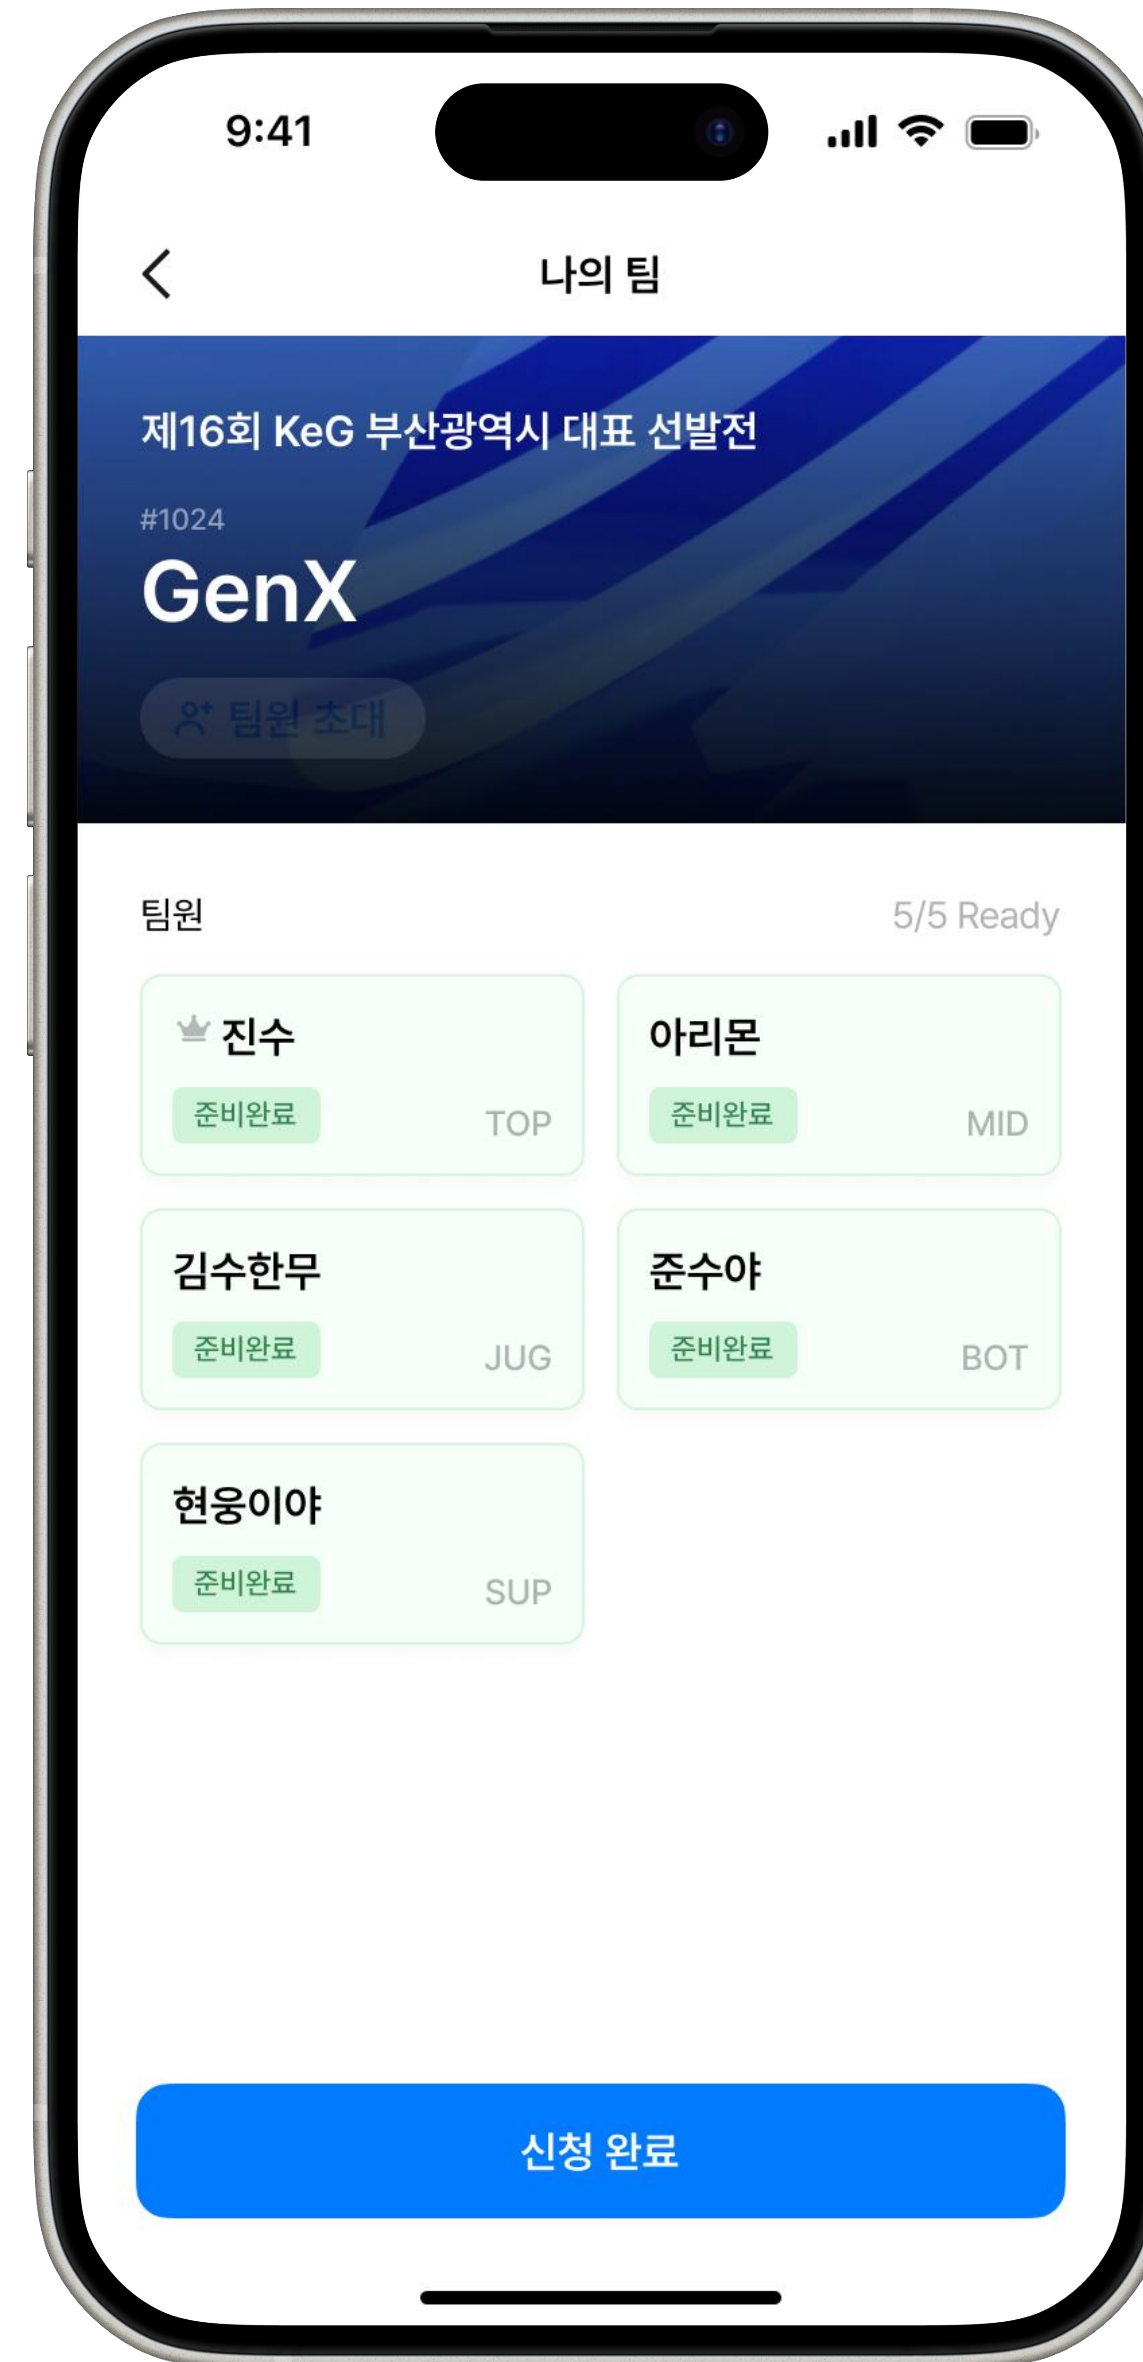 9:41
나의 팀
제16회 KeG 부산광역시 대표 선발전
#1024
GenX
팀원 초대
팀원
5/5 Ready
진수
준비완료
TOP
아리몬
준비완료
MID
김수한무
준비완료
JUG
준수야
준비완료
BOT
현웅이야
준비완료
SUP
신청 완료